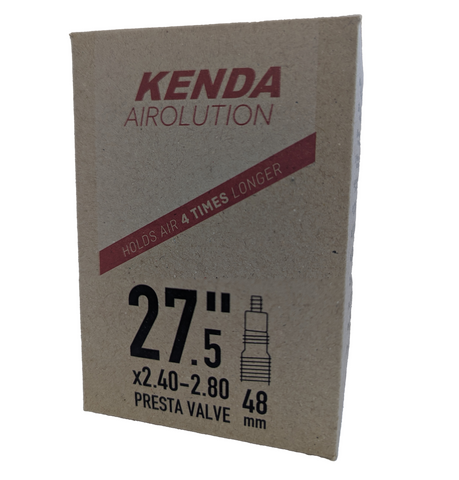 KENDA
AIROLUTION
HOLDS AIR 4 TIMES LONGER
27.5"
x2.40-2.80
PRESTA VALVE
48
mm